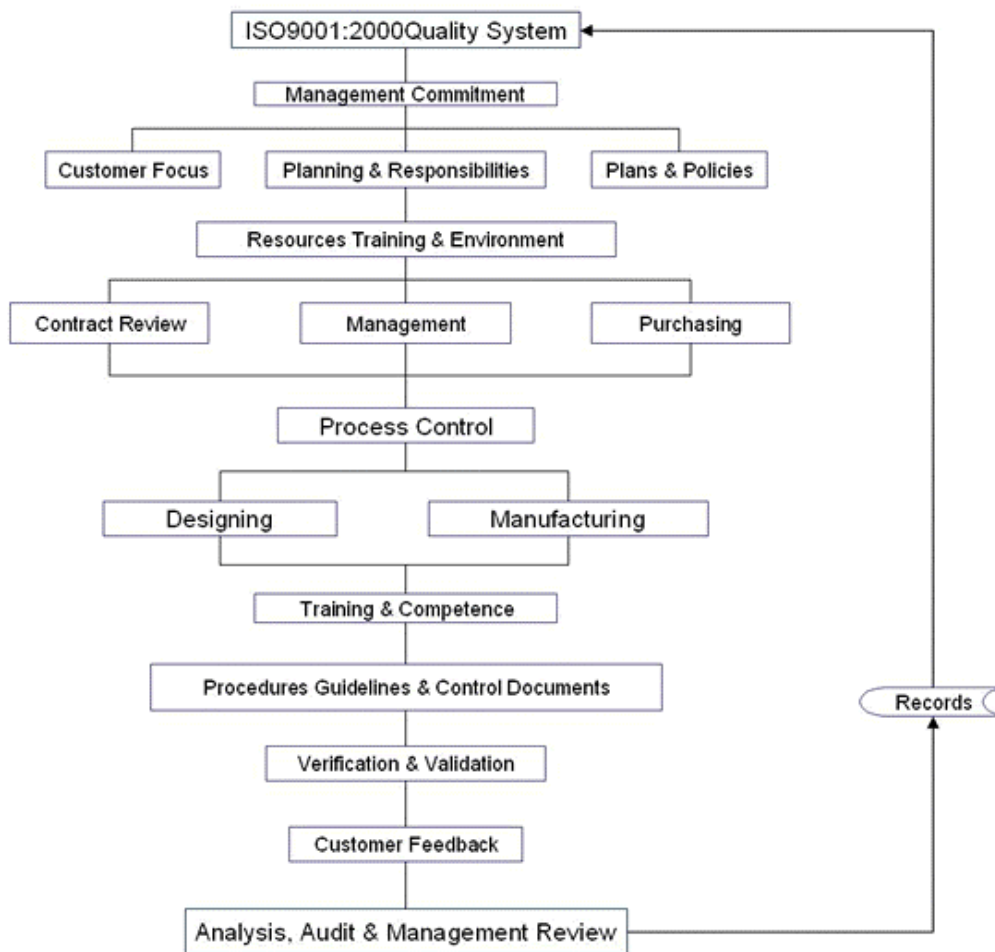 ISO9001:2000Quality System
Management Commitment
Customer Focus
Planning & Responsibilities
Plans & Policies
Resources Training & Environment
Contract Review
Management
Purchasing
Process Control
Designing
Manufacturing
Training & Competence
Procedures Guidelines & Control Documents
Records
Verification & Validation
Customer Feedback
Analysis, Audit & Management Review